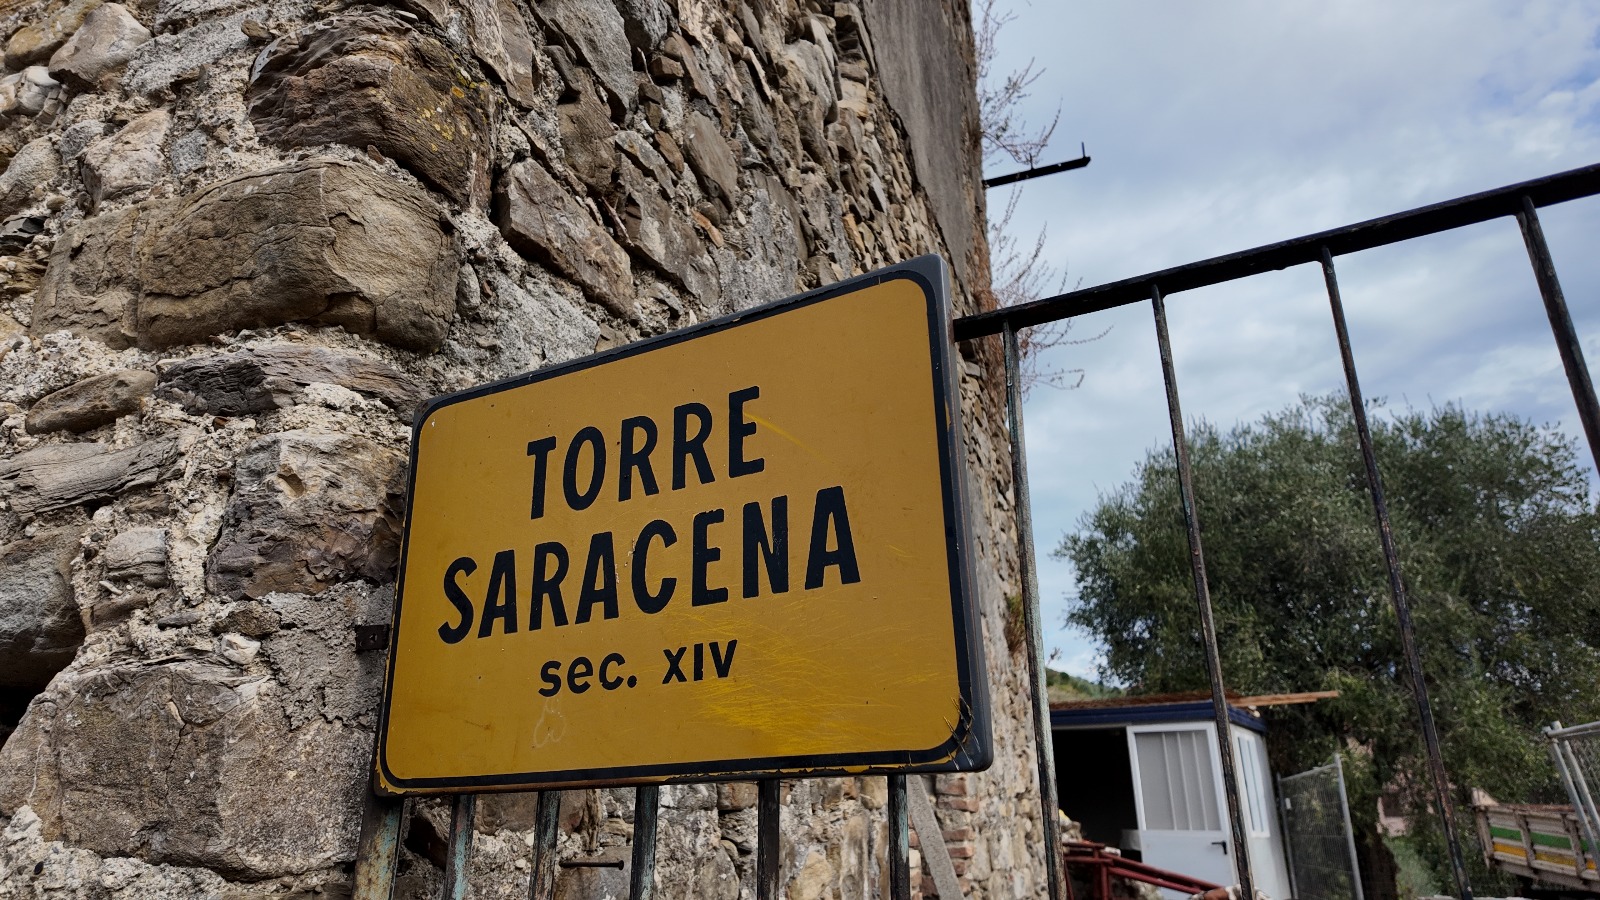 TORRE
SARACENA
sec. XIV